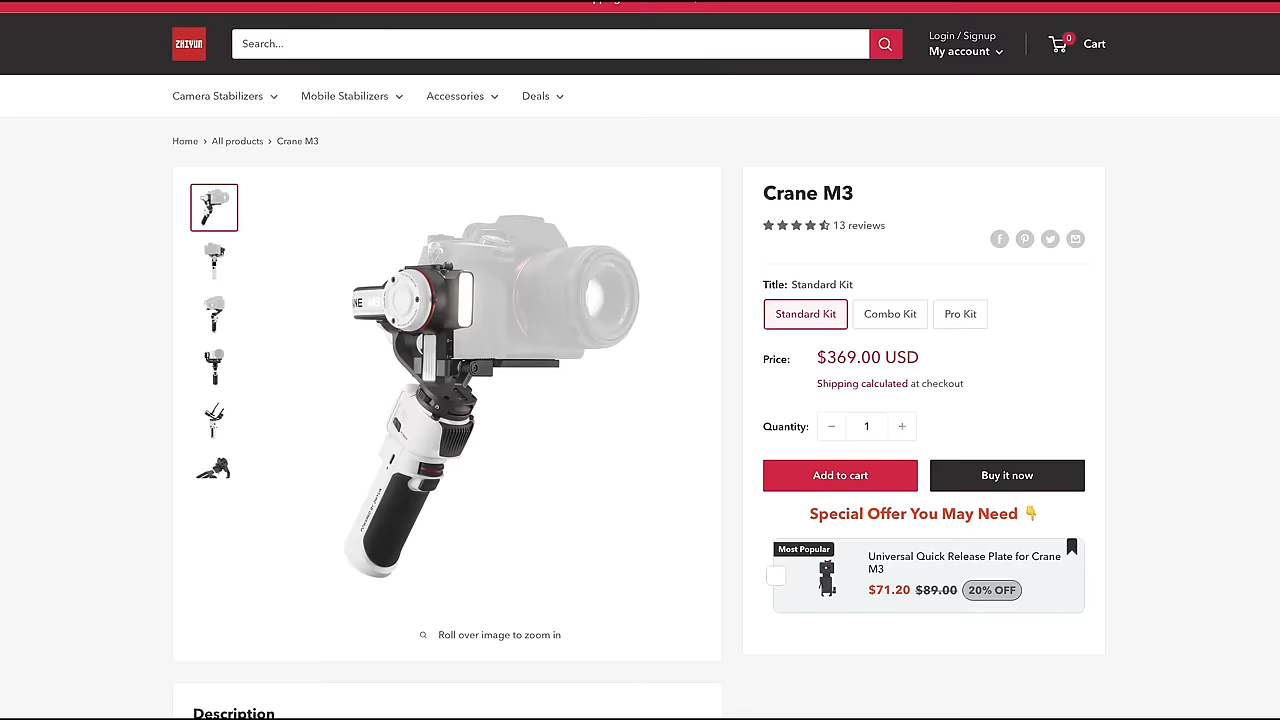 ZHIYUN
Search...
Login / Signup
My account
0
Cart
Camera Stabilizers
Mobile Stabilizers
Accessories
Deals
Home › All products › Crane M3
Crane M3
13 reviews
Title: Standard Kit
Standard Kit
Combo Kit
Pro Kit
Price: $369.00 USD
Shipping calculated at checkout
Quantity: − 1 +
Add to cart
Buy it now
Special Offer You May Need 👇
Most Popular
Universal Quick Release Plate for Crane
M3
$71.20 $89.00 20% OFF
Roll over image to zoom in
Description